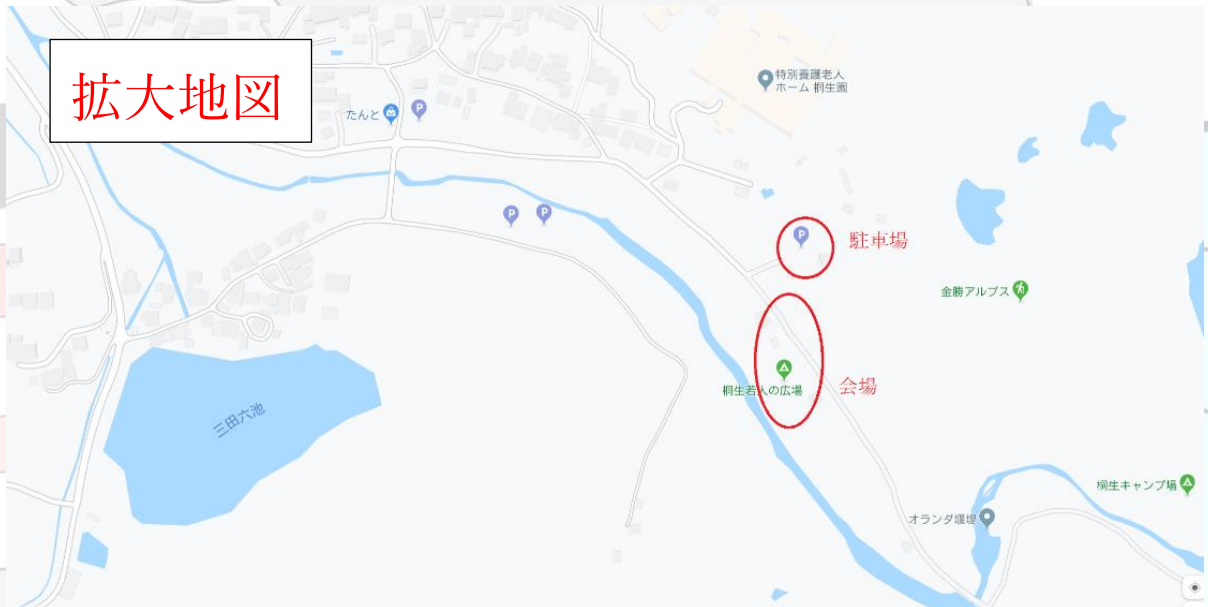 拡大地図
特別養護老人
ホーム 桐生園
たんと
P
P
P
P
駐車場
金勝アルプス
桐生若人の広場
会場
三田六池
桐生キャンプ場
オランダ堰堤